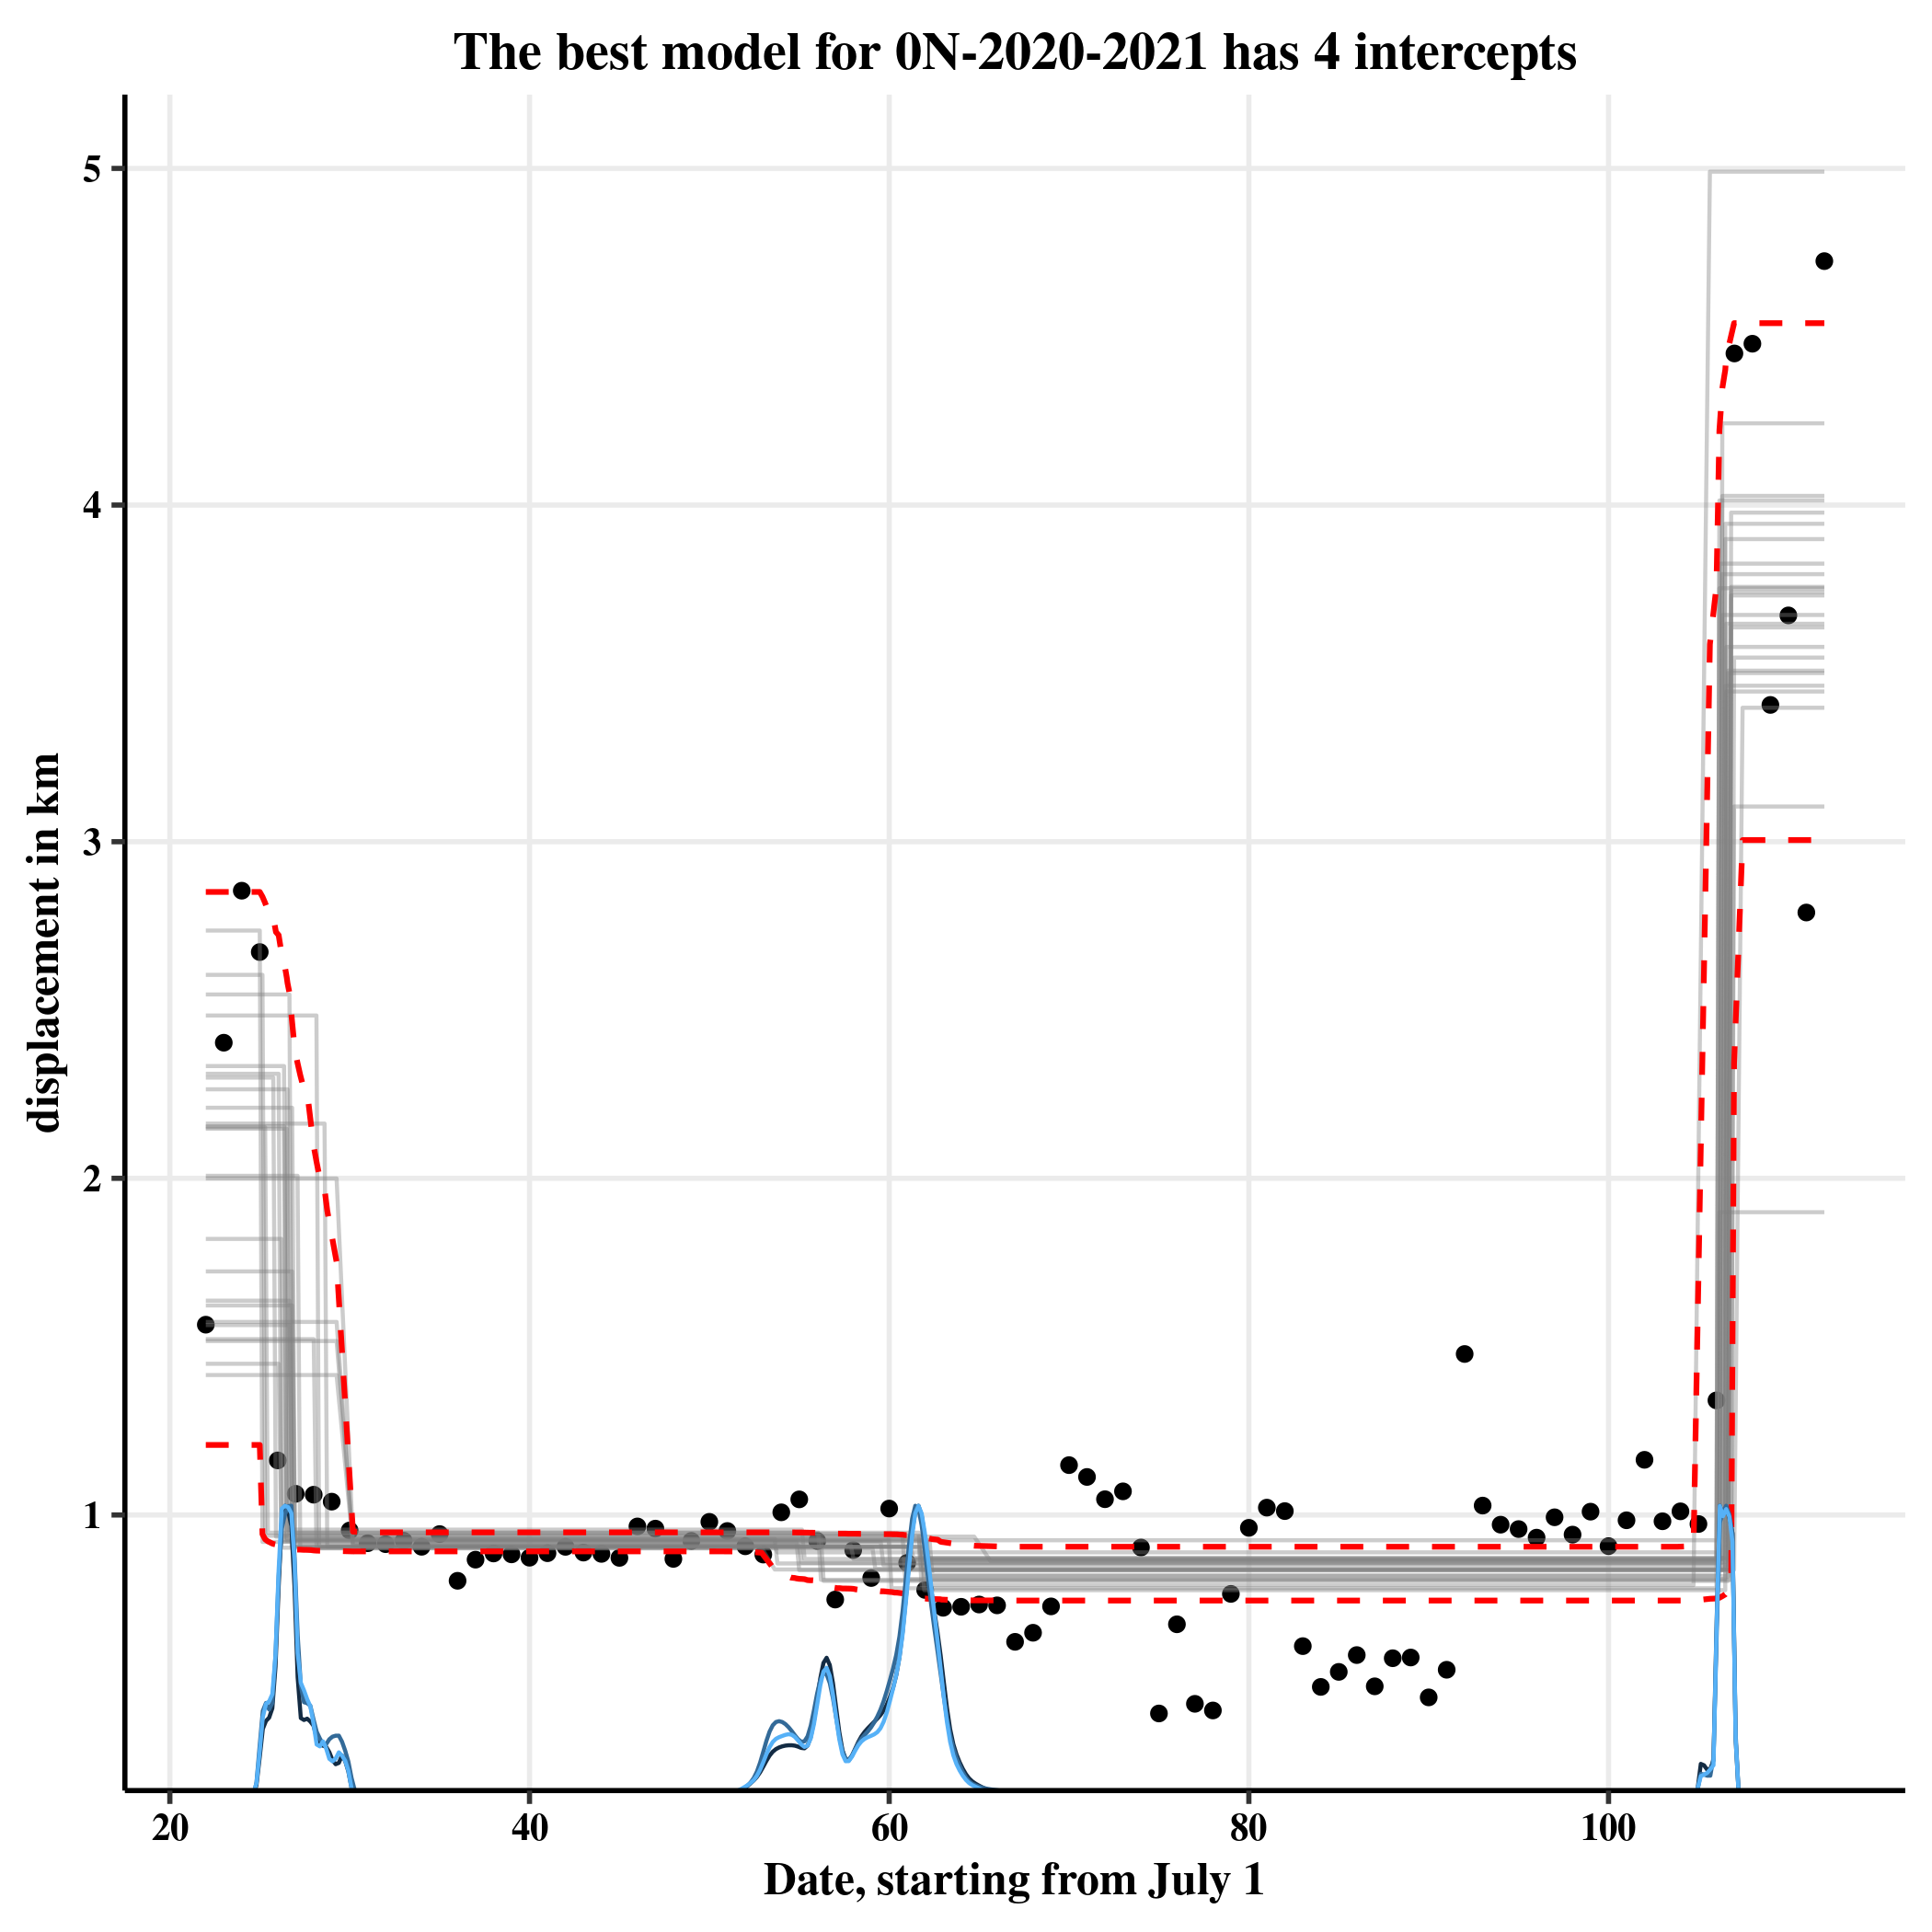 The best model for 0N-2020-2021 has 4 intercepts
5
4
3
2
1
displacement in km
20 40 60 80 100
Date, starting from July 1